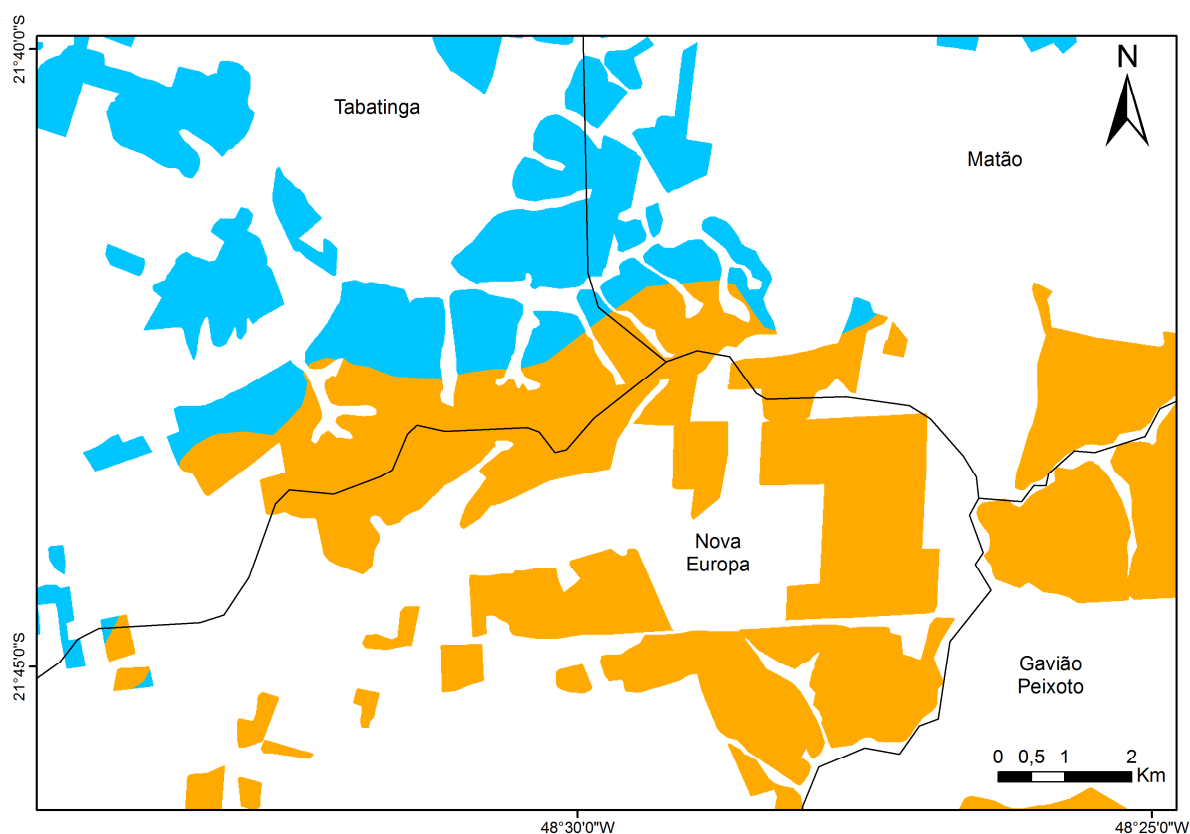 21°40'0"S
N
Tabatinga
Matão
Nova
Europa
21°45'0"S
Gavião
Peixoto
0 0,5 1 2
Km
48°30'0"W
48°25'0"W